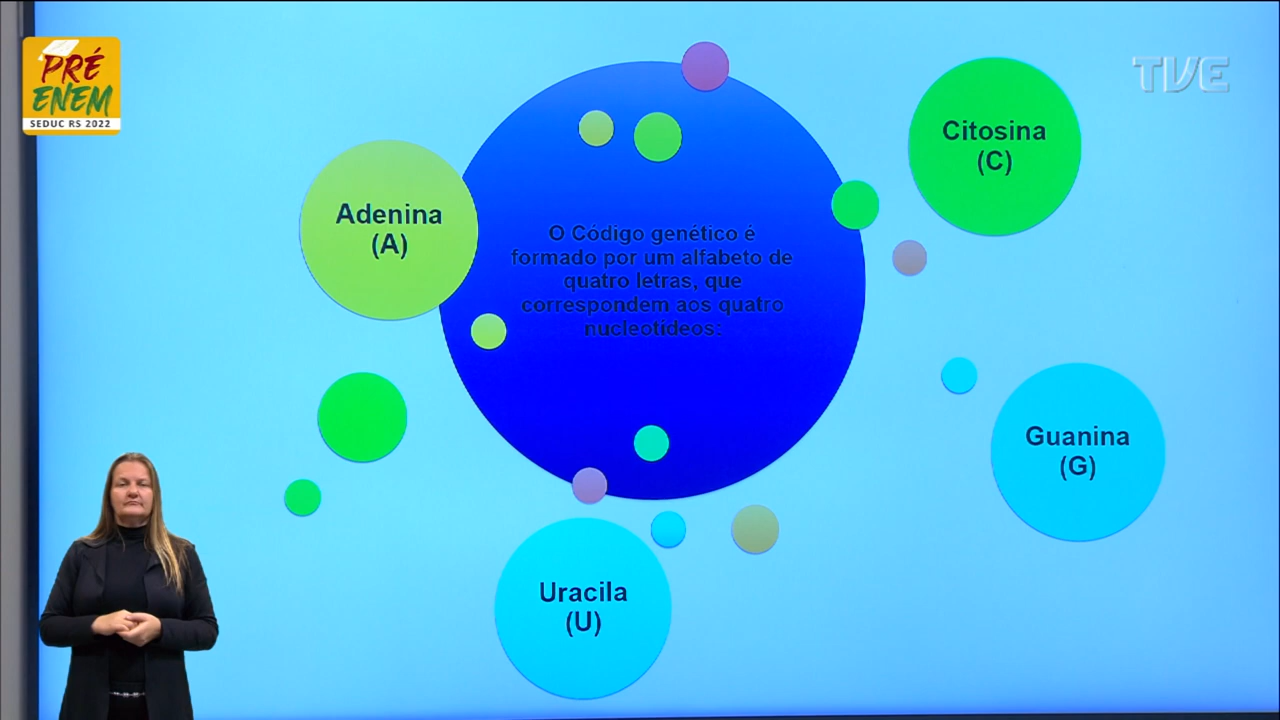 PRÉ
ENEM
SEDUC RS 2022
TVE
Citosina
(C)
Adenina
(A)
O Código genético é
formado por um alfabeto de
quatro letras, que
correspondem aos quatro
nucleotídeos:
Guanina
(G)
Uracila
(U)